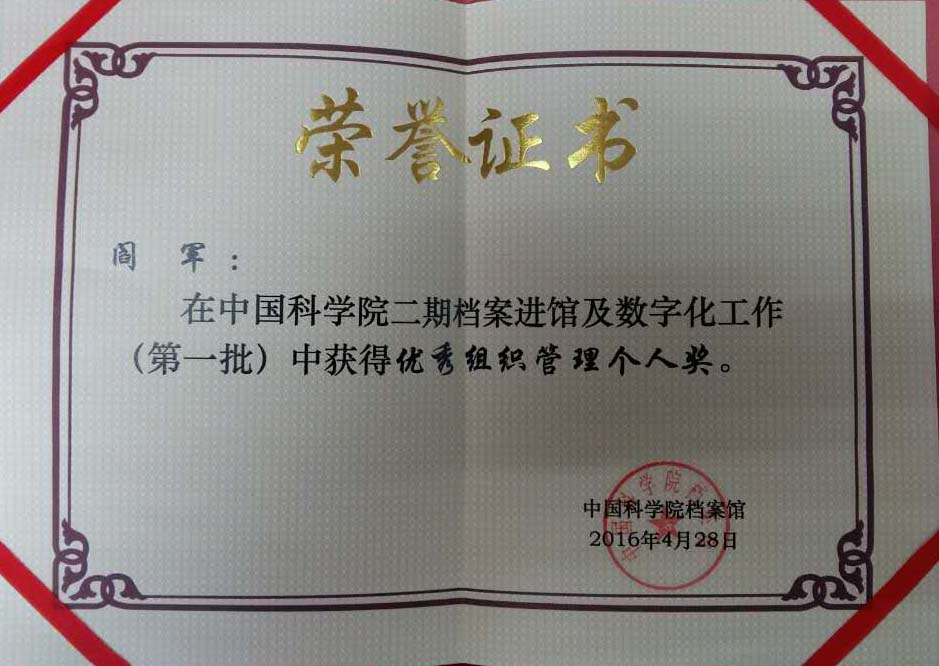 荣誉证书
阎 军：
在中国科学院二期档案进馆及数字化工作
（第一批）中获得优秀组织管理个人奖。
中国科学院档案馆
2016年4月28日